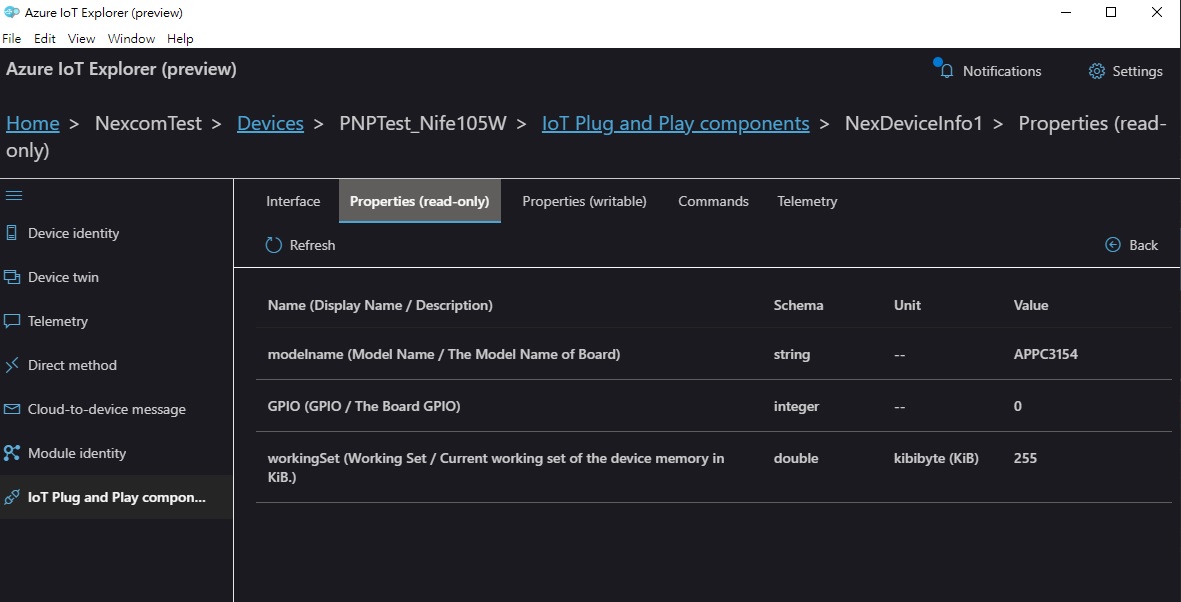 Azure IoT Explorer (preview)
File Edit View Window Help
Azure IoT Explorer (preview)
Notifications Settings
Home > NexcomTest > Devices > PNPTest_Nife105W > IoT Plug and Play components > NexDeviceInfo1 > Properties (read-
only)
Interface Properties (read-only) Properties (writable) Commands Telemetry
Refresh Back
Device identity
Device twin
Telemetry
Direct method
Cloud-to-device message
Module identity
IoT Plug and Play compon...
Name (Display Name / Description) Schema Unit Value
modelname (Model Name / The Model Name of Board) string -- APPC3154
GPIO (GPIO / The Board GPIO) integer -- 0
workingSet (Working Set / Current working set of the device memory in double kibibyte (KiB) 255
KiB.)